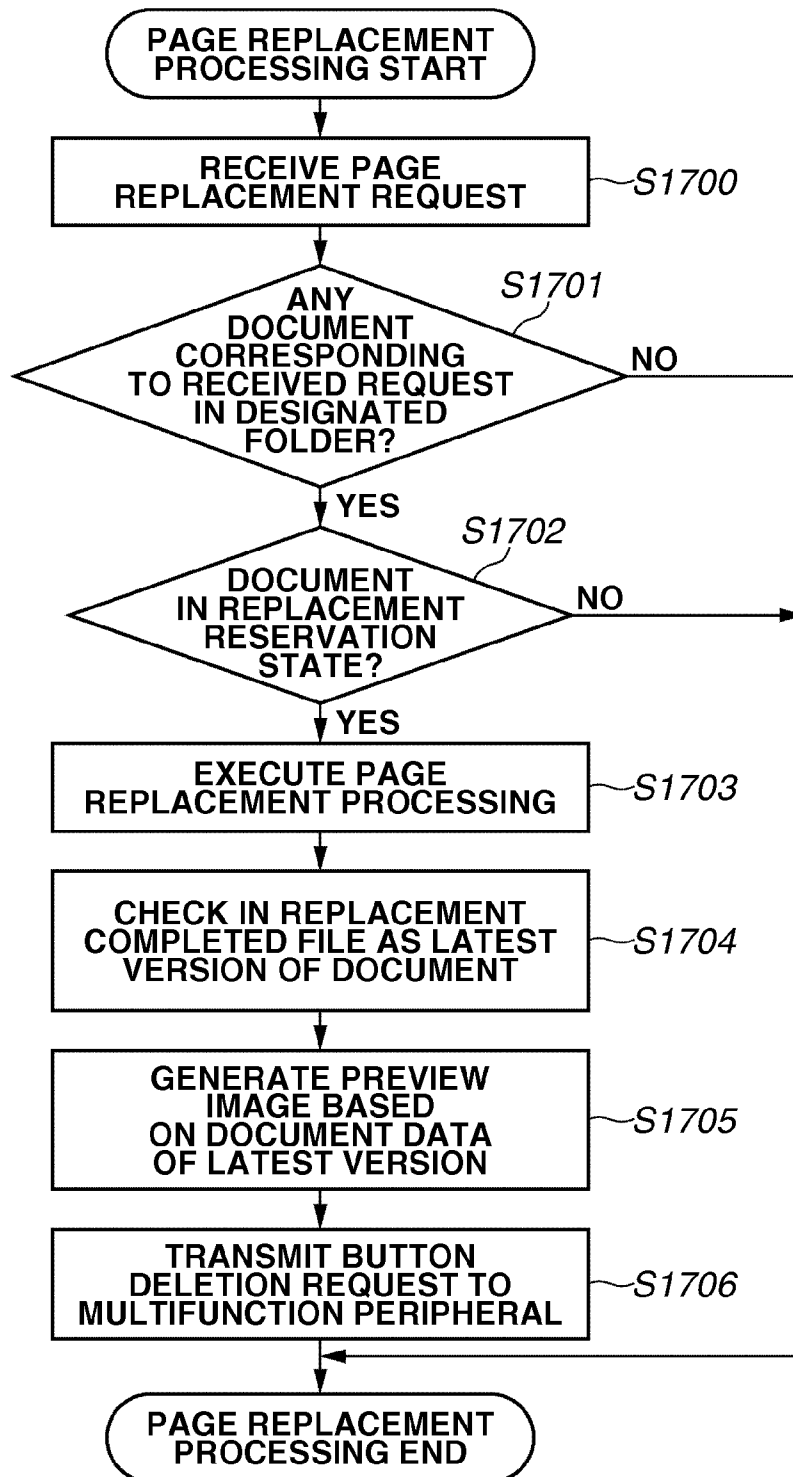 PAGE REPLACEMENT
PROCESSING START
RECEIVE PAGE
REPLACEMENT REQUEST
S1700
S1701
ANY
DOCUMENT
CORRESPONDING
TO RECEIVED REQUEST
IN DESIGNATED
FOLDER?
NO
YES
S1702
DOCUMENT
IN REPLACEMENT
RESERVATION
STATE?
NO
YES
EXECUTE PAGE
REPLACEMENT PROCESSING
S1703
CHECK IN REPLACEMENT
COMPLETED FILE AS LATEST
VERSION OF DOCUMENT
S1704
GENERATE PREVIEW
IMAGE BASED
ON DOCUMENT DATA
OF LATEST VERSION
S1705
TRANSMIT BUTTON
DELETION REQUEST TO
MULTIFUNCTION PERIPHERAL
S1706
PAGE REPLACEMENT
PROCESSING END